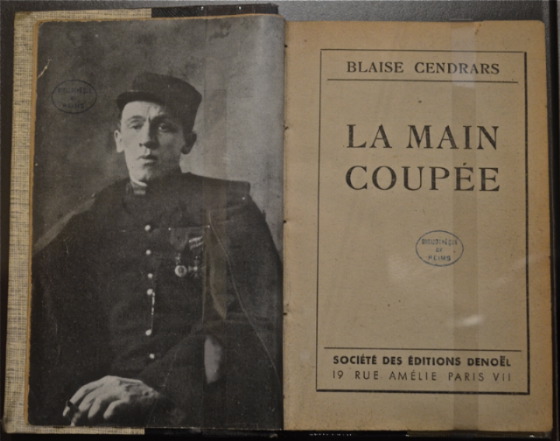 BLAISE CENDRARS
LA MAIN
COUPÉE
SOCIÉTÉ DES ÉDITIONS DENOËL
19 RUE AMÉLIE PARIS VII